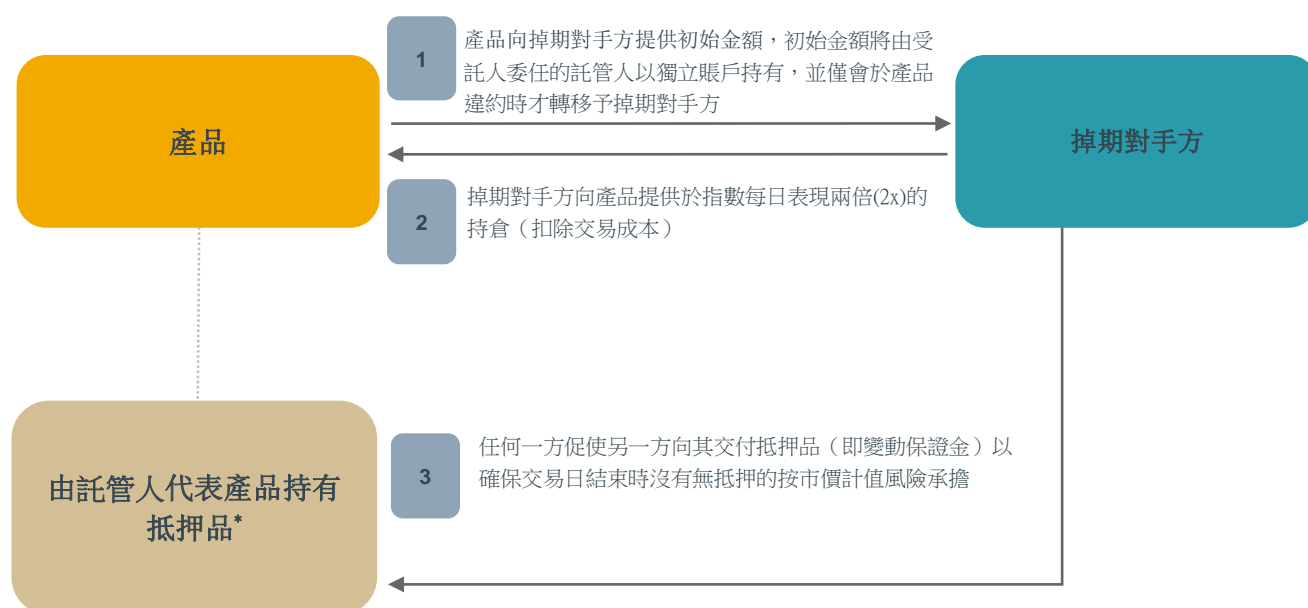 1
產品向掉期對手方提供初始金額，初始金額將由受
託人委任的託管人以獨立賬戶持有，並僅會於產品
違約時才轉移予掉期對手方
產品
掉期對手方
2
掉期對手方向產品提供於指數每日表現兩倍(2x)的
持倉（扣除交易成本）
3
任何一方促使另一方向其交付抵押品（即變動保證金）以
確保交易日結束時沒有無抵押的按市價計值風險承擔
由託管人代表產品持有
抵押品*